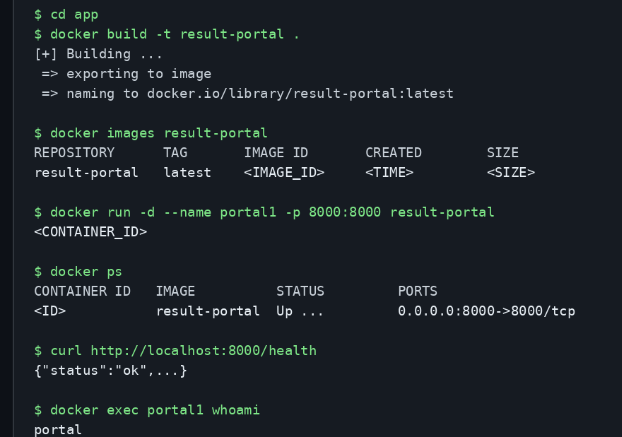 $ cd app
$ docker build -t result-portal .
[+] Building ...
 => exporting to image
 => naming to docker.io/library/result-portal:latest
$ docker images result-portal
REPOSITORY      TAG       IMAGE ID       CREATED        SIZE
result-portal   latest    <IMAGE_ID>     <TIME>         <SIZE>
$ docker run -d --name portal1 -p 8000:8000 result-portal
<CONTAINER_ID>
$ docker ps
CONTAINER ID   IMAGE          STATUS         PORTS
<ID>           result-portal  Up ...         0.0.0.0:8000->8000/tcp
$ curl http://localhost:8000/health
{"status":"ok",...}
$ docker exec portal1 whoami
portal